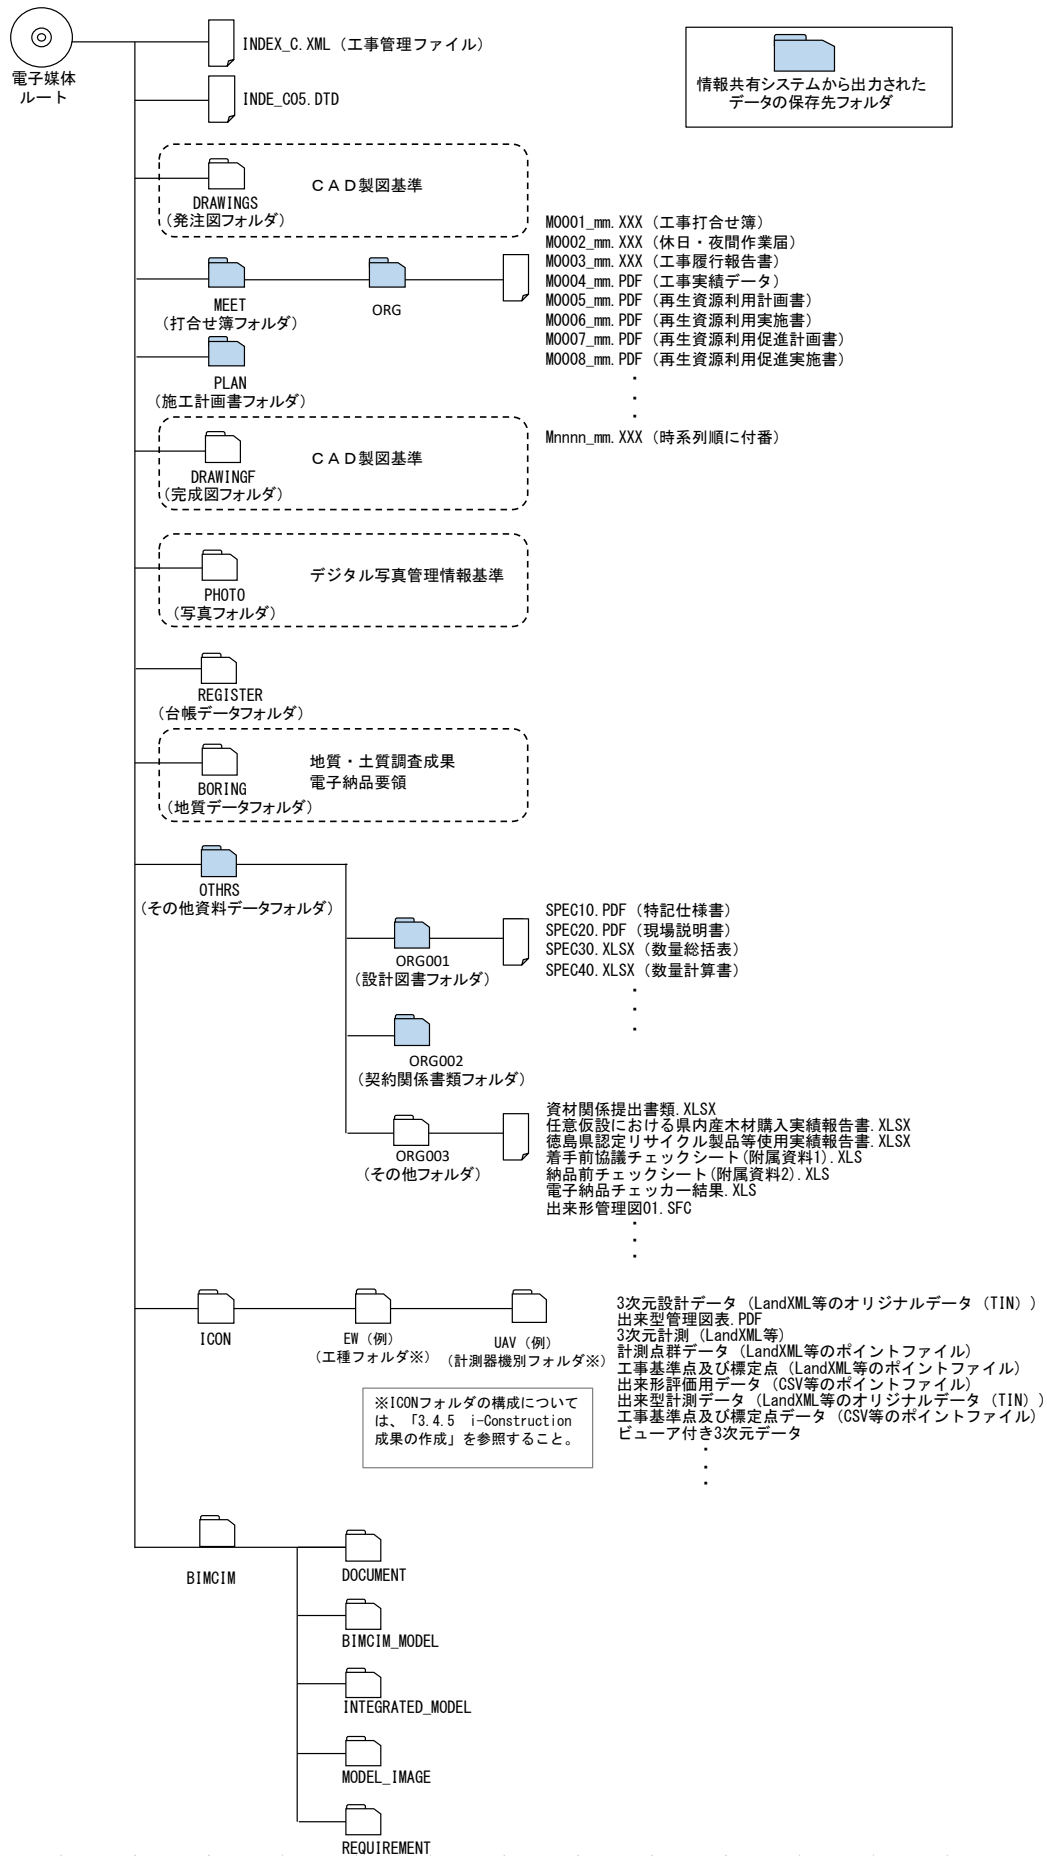 電子媒体
ルート
INDEX_C.XML（工事管理ファイル）
INDE_C05.DTD
情報共有システムから出力された
データの保存先フォルダ
DRAWINGS
（発注図フォルダ）
ＣＡＤ製図基準
MEET
（打合せ簿フォルダ）
ORG
M0001_mm.XXX（工事打合せ簿）
M0002_mm.XXX（休日・夜間作業届）
M0003_mm.XXX（工事履行報告書）
M0004_mm.PDF（工事実績データ）
M0005_mm.PDF（再生資源利用計画書）
M0006_mm.PDF（再生資源利用実施書）
M0007_mm.PDF（再生資源利用促進計画書）
M0008_mm.PDF（再生資源利用促進実施書）
・
・
・
Mnnnn_mm.XXX（時系列順に付番）
PLAN
（施工計画書フォルダ）
DRAWINGF
（完成図フォルダ）
ＣＡＤ製図基準
PHOTO
（写真フォルダ）
デジタル写真管理情報基準
REGISTER
（台帳データフォルダ）
BORING
（地質データフォルダ）
地質・土質調査成果
電子納品要領
OTHRS
（その他資料データフォルダ）
ORG001
（設計図書フォルダ）
SPEC10.PDF（特記仕様書）
SPEC20.PDF（現場説明書）
SPEC30.XLSX（数量総括表）
SPEC40.XLSX（数量計算書）
・
・
・
ORG002
（契約関係書類フォルダ）
ORG003
（その他フォルダ）
資材関係提出書類.XLSX
任意仮設における県内産木材購入実績報告書.XLSX
徳島県認定リサイクル製品等使用実績報告書.XLSX
着手前協議チェックシート(附属資料1).XLS
納品前チェックシート(附属資料2).XLS
電子納品チェッカー結果.XLS
出来形管理図01.SFC
・
・
・
ICON
EW（例）
（工種フォルダ※）
UAV（例）
（計測器機別フォルダ※）
3次元設計データ（LandXML等のオリジナルデータ（TIN））
出来型管理図表.PDF
3次元計測（LandXML等）
計測点群データ（LandXML等のポイントファイル）
工事基準点及び標定点（LandXML等のポイントファイル）
出来形評価用データ（CSV等のポイントファイル）
出来型計測データ（LandXML等のオリジナルデータ（TIN））
工事基準点及び標定点データ（CSV等のポイントファイル）
ビューア付き3次元データ
・
・
・
※ICONフォルダの構成について
は、「3.4.5 i-Construction
成果の作成」を参照すること。
BIMCIM
DOCUMENT
BIMCIM_MODEL
INTEGRATED_MODEL
MODEL_IMAGE
REQUIREMENT